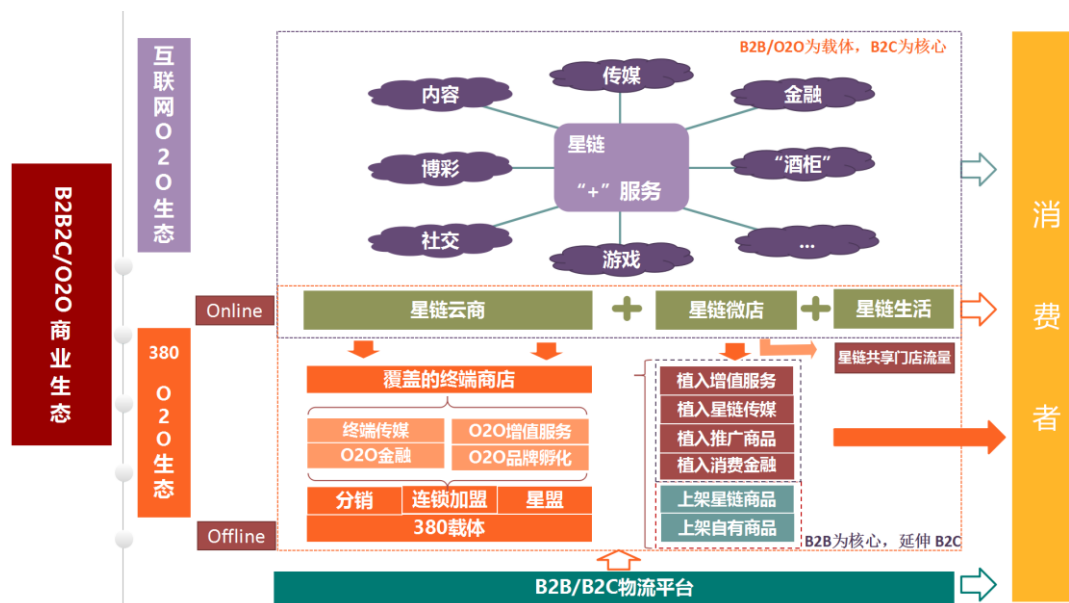 B2B2C/O2O商业生态
互联网O2O生态
380 O2O生态
B2B/O2O为载体，B2C为核心
传媒
内容
金融
星链
“+”服务
博彩
“酒柜”
社交
游戏
...
Online
星链云商
星链微店
星链生活
星链共享门店流量
覆盖的终端商店
终端传媒
O2O增值服务
O2O金融
O2O品牌孵化
分销
连锁加盟
星盟
380载体
植入增值服务
植入星链传媒
植入推广商品
植入消费金融
上架星链商品
上架自有商品
Offline
B2B为核心，延伸 B2C
B2B/B2C物流平台
消费者